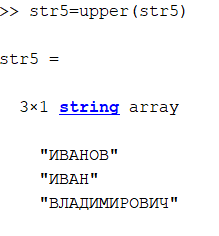 >> str5=upper(str5)
str5 =
3×1 string array
"ИВАНОВ"
"ИВАН"
"ВЛАДИМИРОВИЧ"